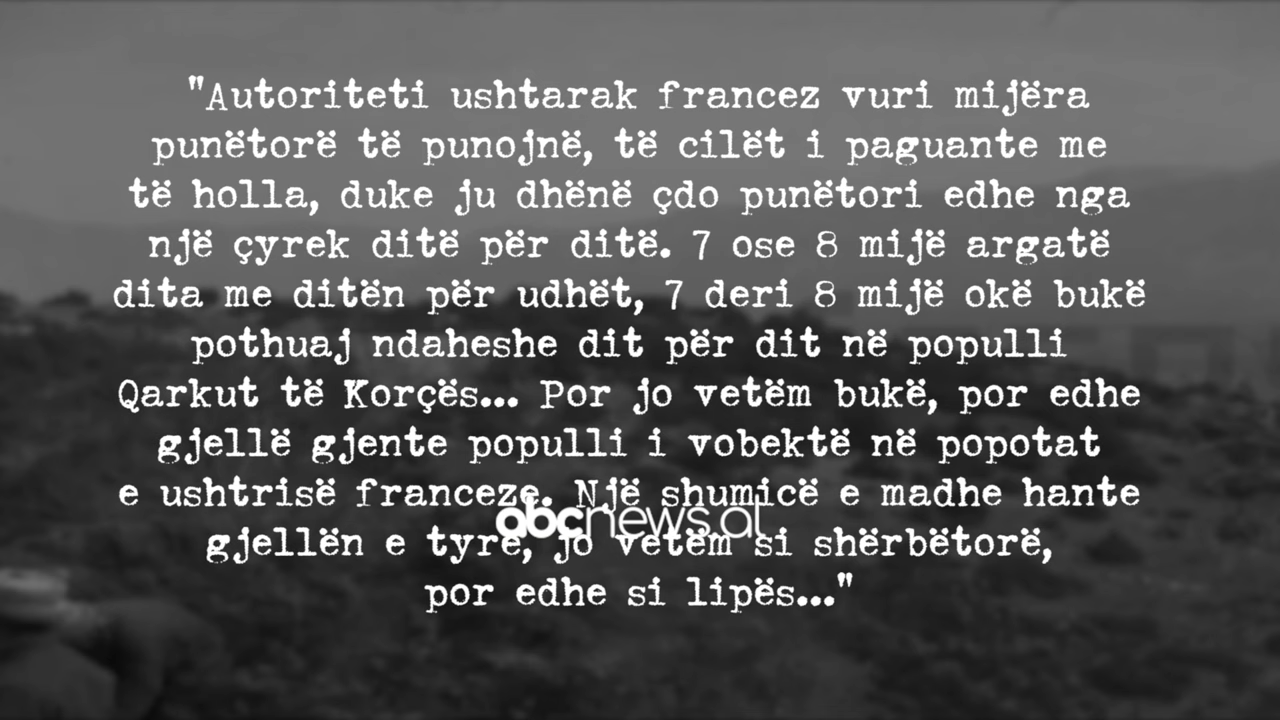 "Autoriteti ushtarak francez vuri mijëra
punëtorë të punojnë, të cilët i paguante me
të holla, duke ju dhënë çdo punëtori edhe nga
një çyrek ditë për ditë. 7 ose 8 mijë argatë
dita me ditën për udhët, 7 deri 8 mijë okë bukë
pothuaj ndaheshe dit për dit në populli
Qarkut të Korçës... Por jo vetëm bukë, por edhe
gjellë gjente populli i vobektë në popotat
e ushtrisë franceze. Një shumicë e madhe hante
abcnews.al
gjellën e tyre, jo vetëm si shërbëtorë,
por edhe si lipës..."